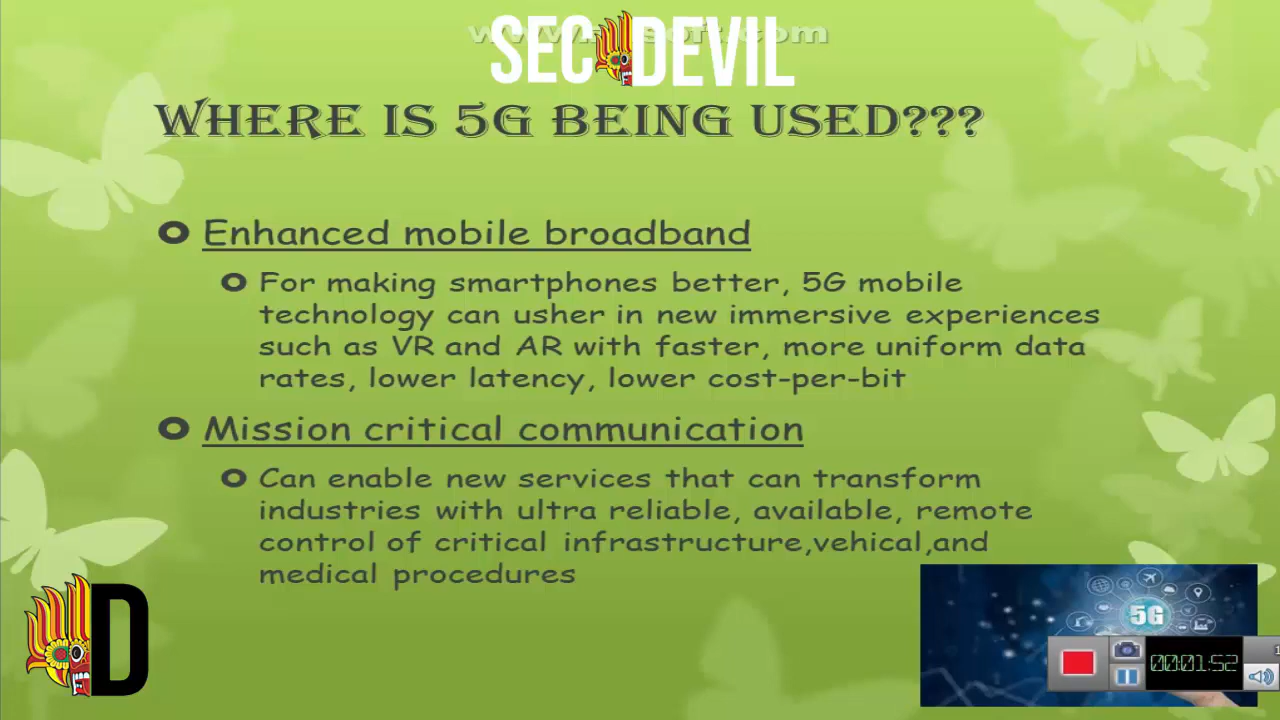 SEC DEVIL
WHERE IS 5G BEING USED???
Enhanced mobile broadband
For making smartphones better, 5G mobile
technology can usher in new immersive experiences
such as VR and AR with faster, more uniform data
rates, lower latency, lower cost-per-bit
Mission critical communication
Can enable new services that can transform
industries with ultra reliable, available, remote
control of critical infrastructure,vehical,and
medical procedures
5G
D
00:01:52